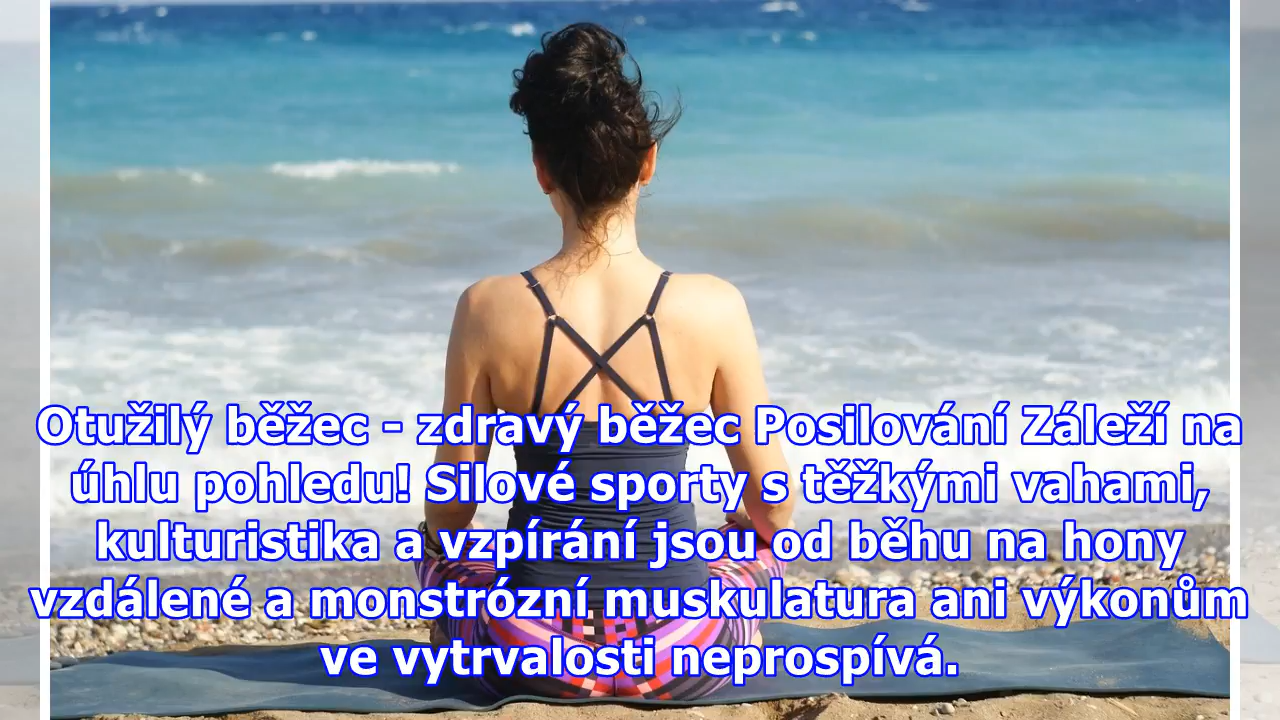 Otužilý běžec - zdravý běžec Posilování Záleží na
úhlu pohledu! Silové sporty s těžkými vahami,
kulturistika a vzpírání jsou od běhu na hony
vzdálené a monstrózní muskulatura ani výkonům
ve vytrvalosti neprospívá.